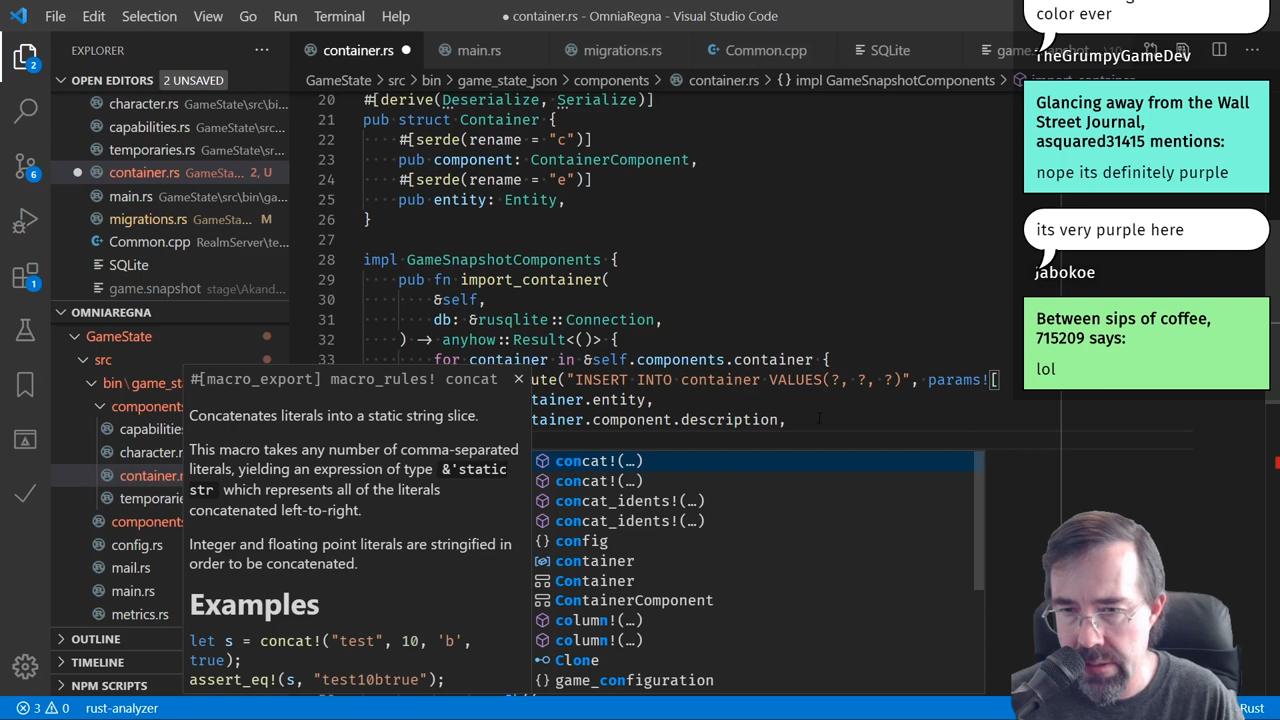 File Edit Selection View Go Run Terminal Help
● container.rs - OmniaRegna - Visual Studio Code
EXPLORER
OPEN EDITORS 2 UNSAVED
character.rs GameState\src\bi...
capabilities.rs GameState\src...
temporaries.rs GameState\src...
container.rs GameSta... 2, U
main.rs GameState\src\bin\ga...
migrations.rs GameSta... M
Common.cpp RealmServer\te...
SQLite
game.snapshot stage\Akand...
OMNIAREGNA
GameState
src
bin\game_st
components
capabilities
character.rs
container.r
temporaries
components
config.rs
mail.rs
main.rs
metrics.rs
OUTLINE
TIMELINE
NPM SCRIPTS
2
6
1
container.rs ● main.rs migrations.rs Common.cpp SQLite
GameState > src > bin > game_state_json > components > container.rs > {} impl GameSnapshotComponents >
20 #[derive(Deserialize, Serialize)]
21 pub struct Container {
22 #[serde(rename = "c")]
23 pub component: ContainerComponent,
24 #[serde(rename = "e")]
25 pub entity: Entity,
26 }
27
28 impl GameSnapshotComponents {
29 pub fn import_container(
30 &self,
31 db: &rusqlite::Connection,
32 ) -> anyhow::Result<()> {
33 for container in &self.components.container {
ute("INSERT INTO container VALUES(?, ?, ?)", params![
tainer.entity,
tainer.component.description,
#[macro_export] macro_rules! concat
Concatenates literals into a static string slice.
This macro takes any number of comma-separated
literals, yielding an expression of type &'static
str which represents all of the literals
concatenated left-to-right.
Integer and floating point literals are stringified in
order to be concatenated.
Examples
let s = concat!("test", 10, 'b',
true);
assert_eq!(s, "test10btrue");
concat!(…)
concat!(…)
concat_idents!(…)
concat_idents!(…)
config
container
Container
ContainerComponent
column!(…)
column!(…)
Clone
game_configuration
color ever
TheGrumpyGameDev
Glancing away from the Wall
Street Journal,
asquared31415 mentions:
nope its definitely purple
its very purple here
Jabokoe
Between sips of coffee,
715209 says:
lol
3 0 rust-analyzer
Rust